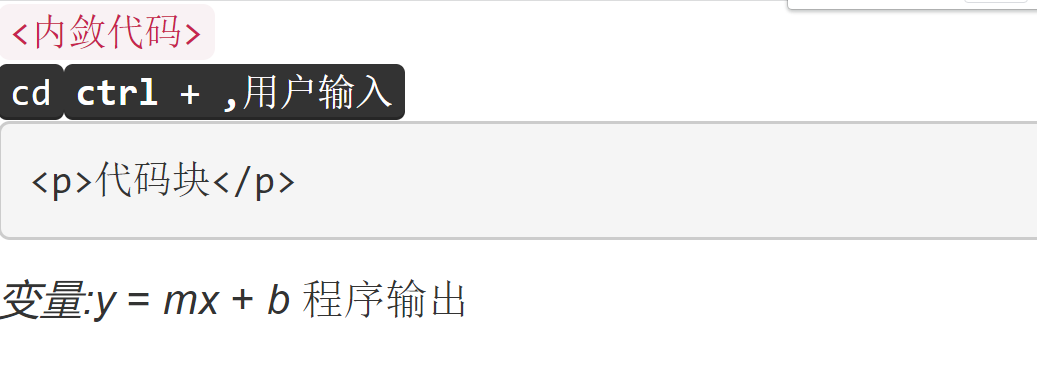 <内敛代码>
cd ctrl + ,用户输入
<p>代码块</p>
变量:y = mx + b 程序输出